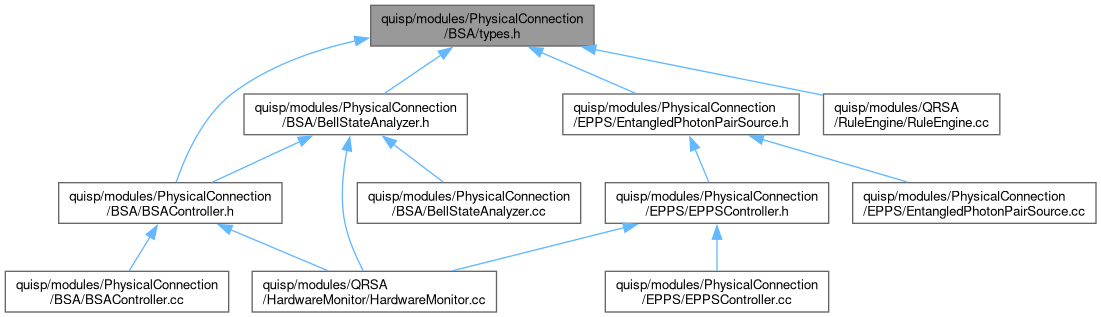 quisp/modules/PhysicalConnection
/BSA/types.h
quisp/modules/PhysicalConnection
/BSA/BellStateAnalyzer.h
quisp/modules/PhysicalConnection
/EPPS/EntangledPhotonPairSource.h
quisp/modules/QRSA
/RuleEngine/RuleEngine.cc
quisp/modules/PhysicalConnection
/BSA/BSAController.h
quisp/modules/PhysicalConnection
/BSA/BellStateAnalyzer.cc
quisp/modules/PhysicalConnection
/EPPS/EPPSController.h
quisp/modules/PhysicalConnection
/EPPS/EntangledPhotonPairSource.cc
quisp/modules/PhysicalConnection
/BSA/BSAController.cc
quisp/modules/QRSA
/HardwareMonitor/HardwareMonitor.cc
quisp/modules/PhysicalConnection
/EPPS/EPPSController.cc